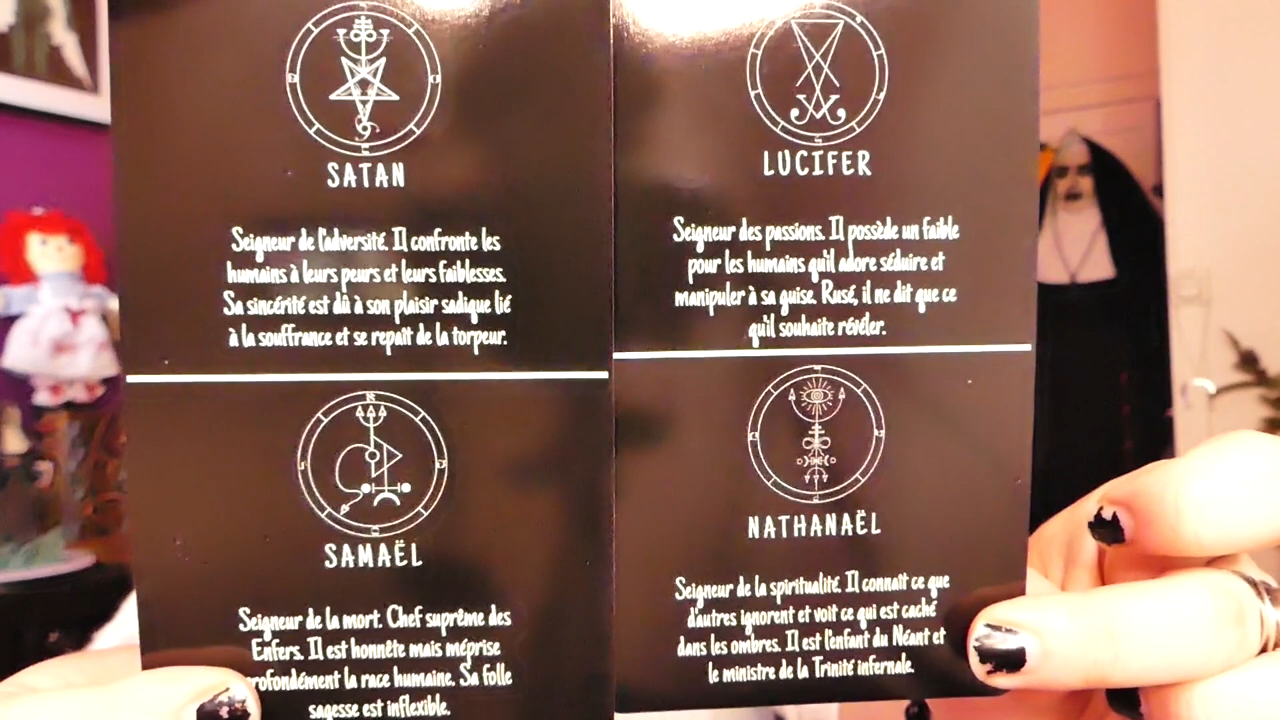 SATAN
Seigneur de l'adversité. Il confronte les
humains à leurs peurs et leurs faiblesses.
Sa sincérité est dû à son plaisir sadique lié
à la souffrance et se repaît de la torpeur.
LUCIFER
Seigneur des passions. Il possède un faible
pour les humains qu'il adore séduire et
manipuler à sa guise. Rusé, il ne dit que ce
qu'il souhaite révéler.
SAMAËL
Seigneur de la mort. Chef suprême des
Enfers. Il est honnête mais méprise
profondément la race humaine. Sa folle
sagesse est inflexible.
NATHANAËL
Seigneur de la spiritualité. Il connaît ce que
d'autres ignorent et voit ce qui est caché
dans les ombres. Il est l'enfant du Néant et
le ministre de la Trinité infernale.